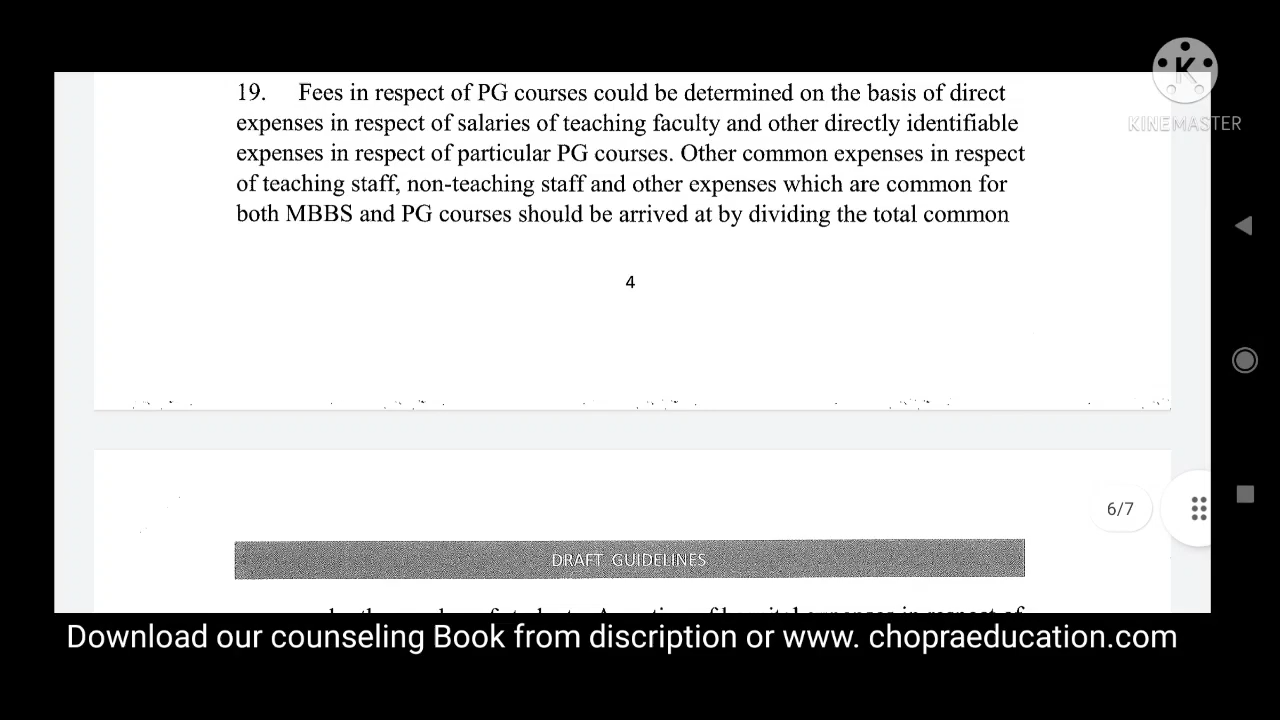 19. Fees in respect of PG courses could be determined on the basis of direct
expenses in respect of salaries of teaching faculty and other directly identifiable
expenses in respect of particular PG courses. Other common expenses in respect
of teaching staff, non-teaching staff and other expenses which are common for
both MBBS and PG courses should be arrived at by dividing the total common
4
K
KINEMASTER
6/7
DRAFT GUIDELINES
Download our counseling Book from discription or www. chopraeducation.com